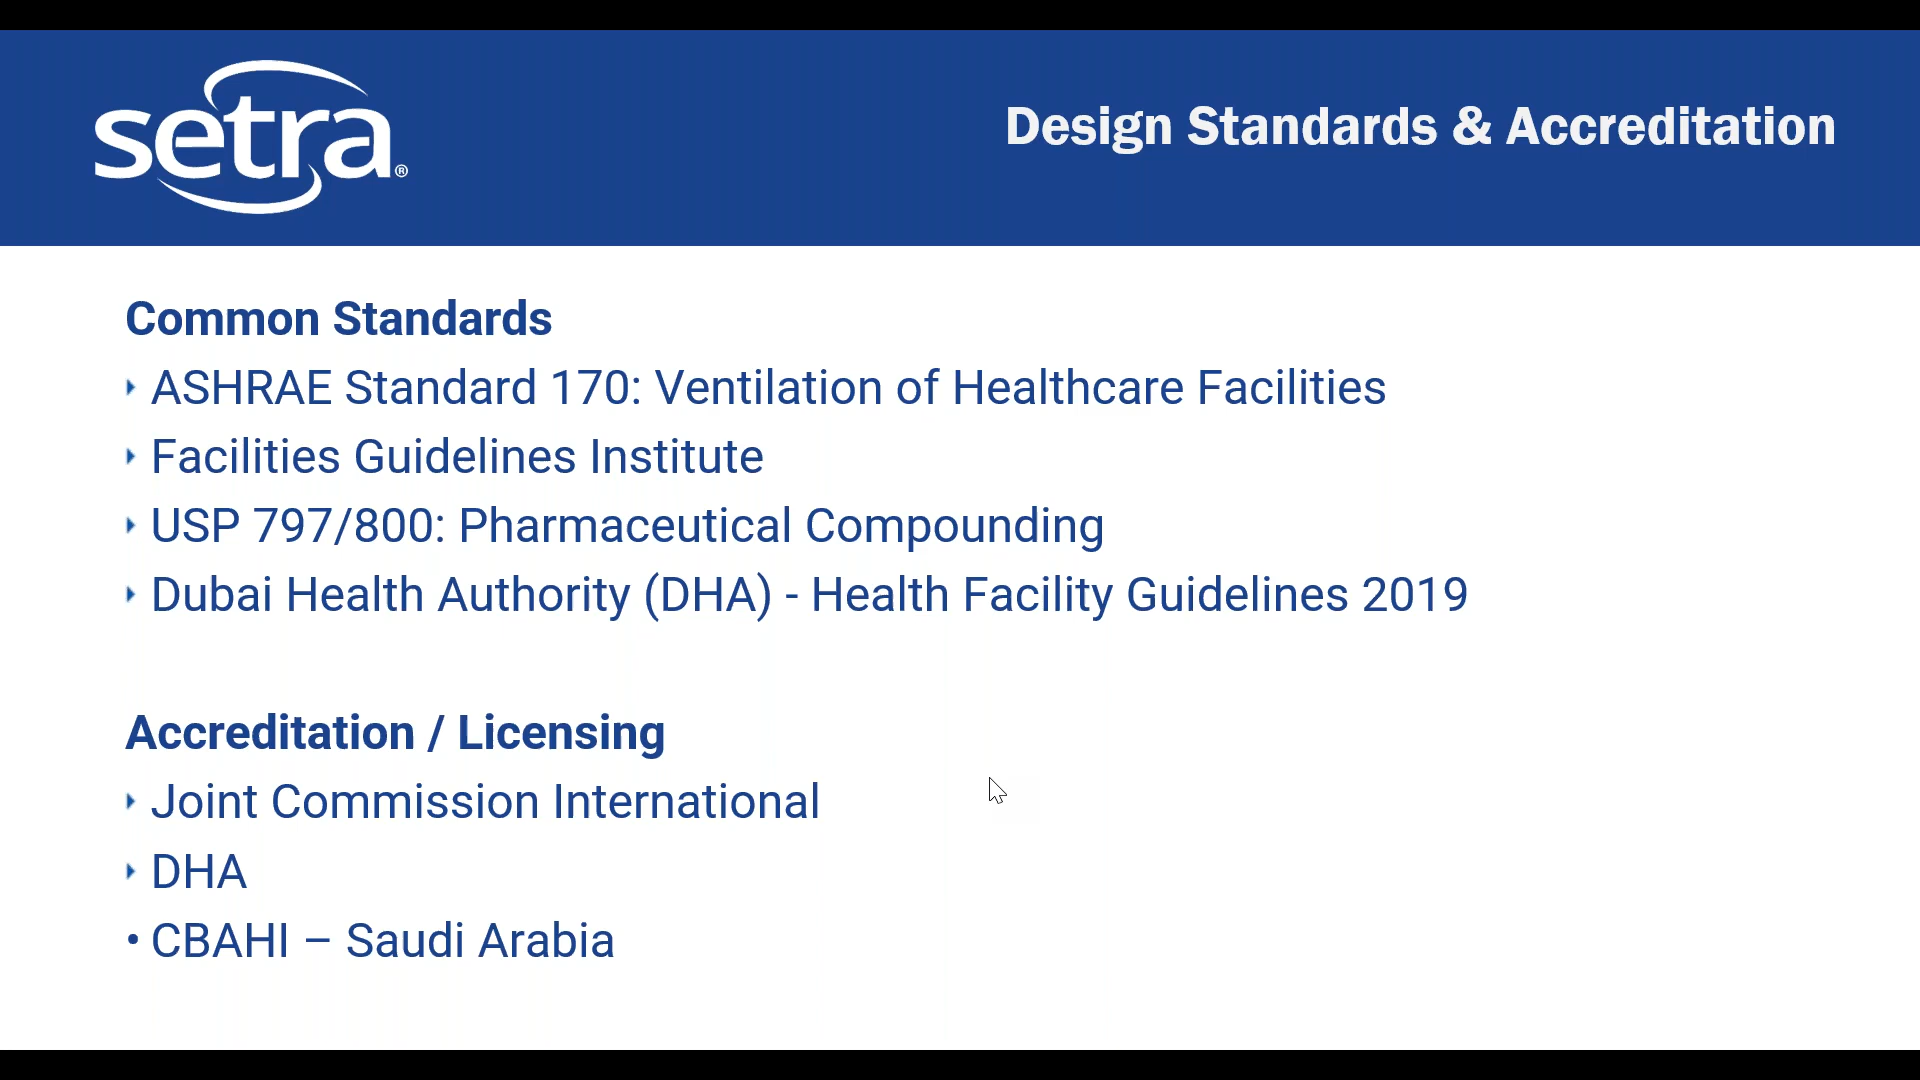 setra®
Design Standards & Accreditation
Common Standards
ASHRAE Standard 170: Ventilation of Healthcare Facilities
Facilities Guidelines Institute
USP 797/800: Pharmaceutical Compounding
Dubai Health Authority (DHA) - Health Facility Guidelines 2019
Accreditation / Licensing
Joint Commission International
DHA
• CBAHI – Saudi Arabia